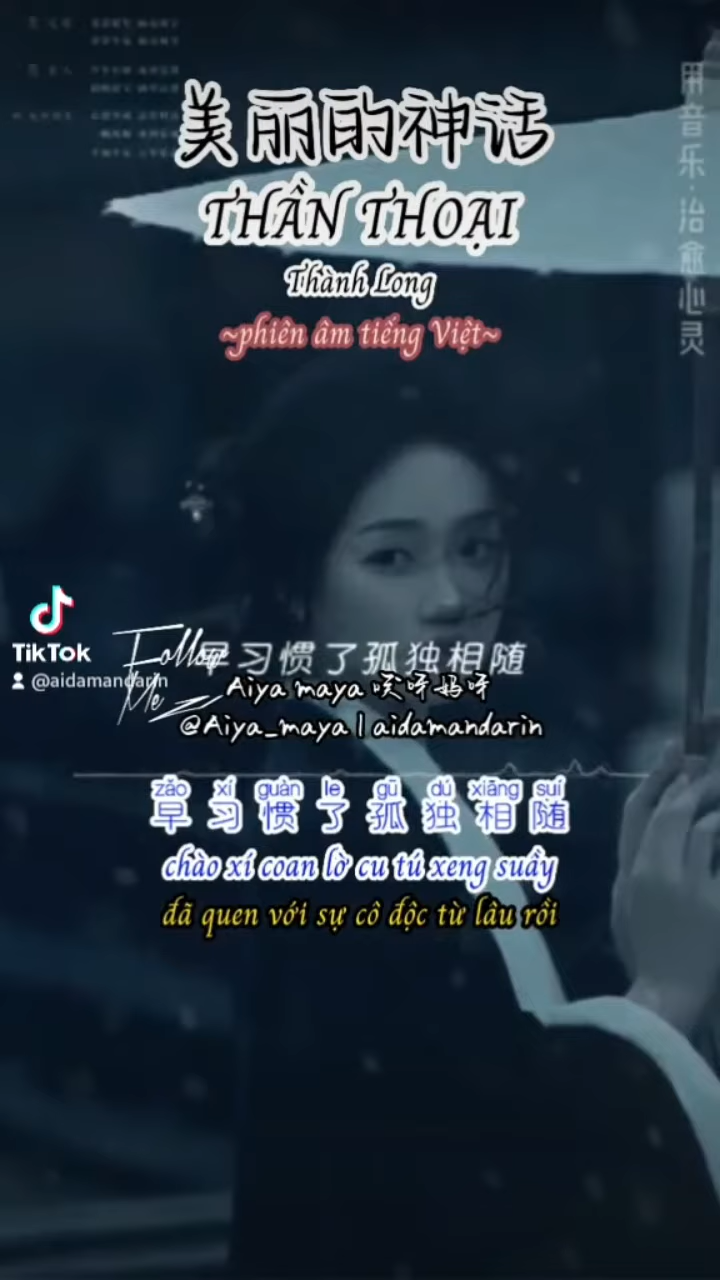 美丽的神话
THẦN THOẠI
Thành Long
~phiên âm tiếng Việt~
用音乐·治愈心灵
早习惯了孤独相随
TikTok
@aidamandarin
Follow Me
Aiya maya 哎呀妈呀
@Aiya_maya | aidamandarin
zǎo xí guàn le gū dú xiāng suí
早习惯了孤独相随
chào xí coan lờ cu tú xeng suầy
đã quen với sự cô độc từ lâu rồi